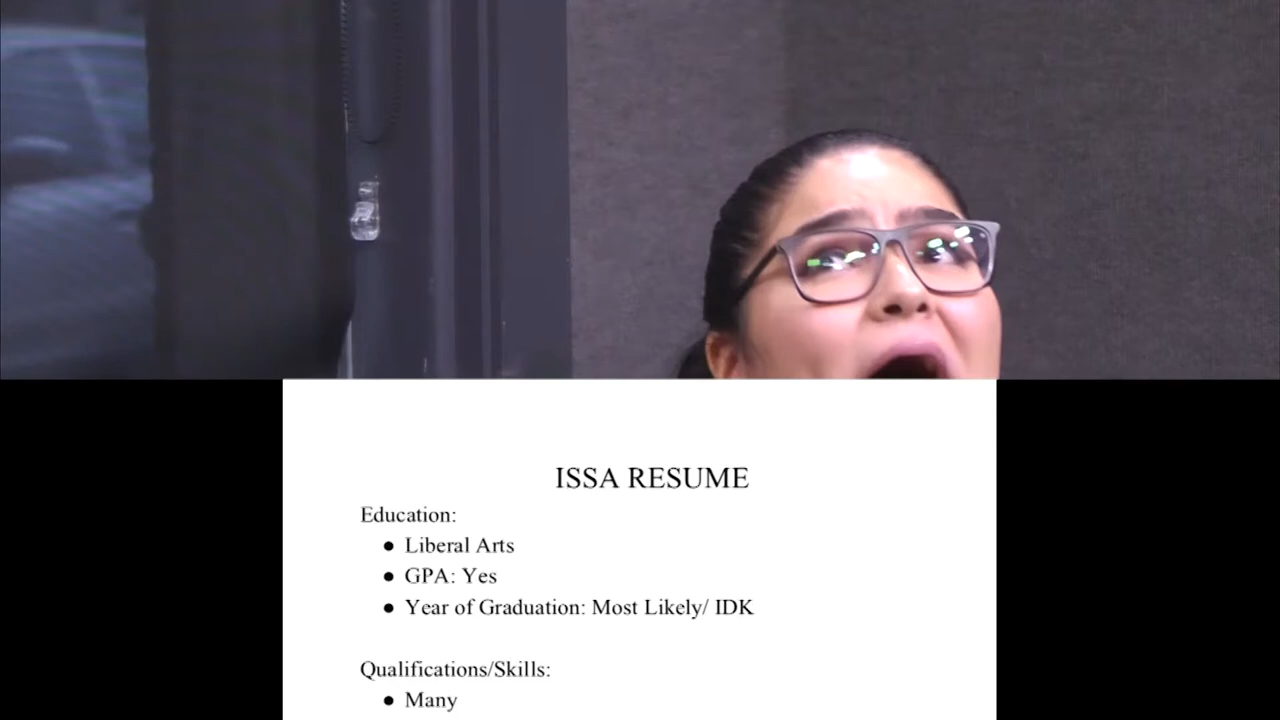 ISSA RESUME
Education:
● Liberal Arts
● GPA: Yes
● Year of Graduation: Most Likely/ IDK
Qualifications/Skills:
● Many